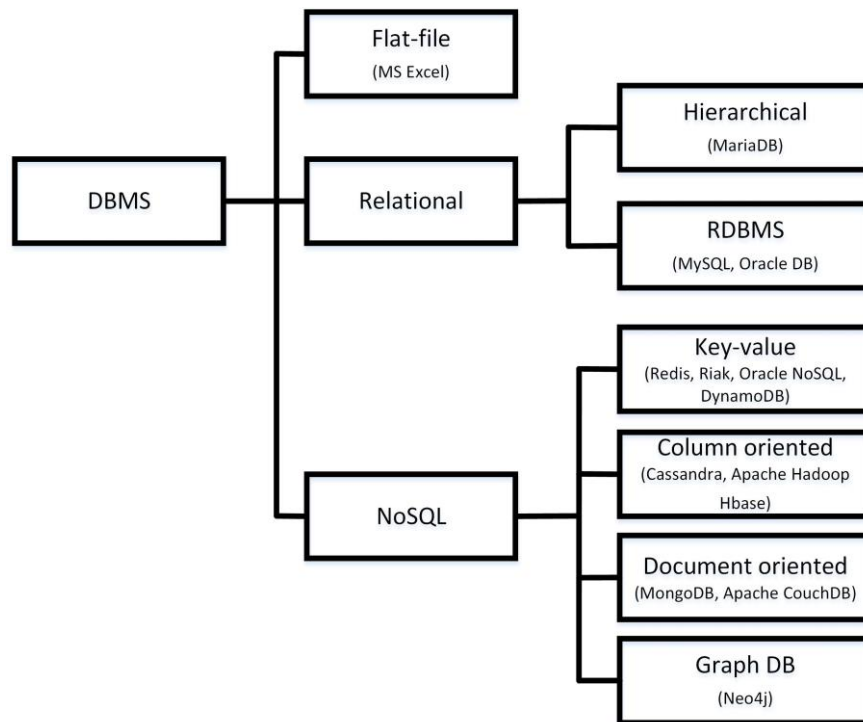 Flat-file
(MS Excel)
Hierarchical
(MariaDB)
DBMS
Relational
RDBMS
(MySQL, Oracle DB)
Key-value
(Redis, Riak, Oracle NoSQL,
DynamoDB)
Column oriented
(Cassandra, Apache Hadoop
Hbase)
NoSQL
Document oriented
(MongoDB, Apache CouchDB)
Graph DB
(Neo4j)